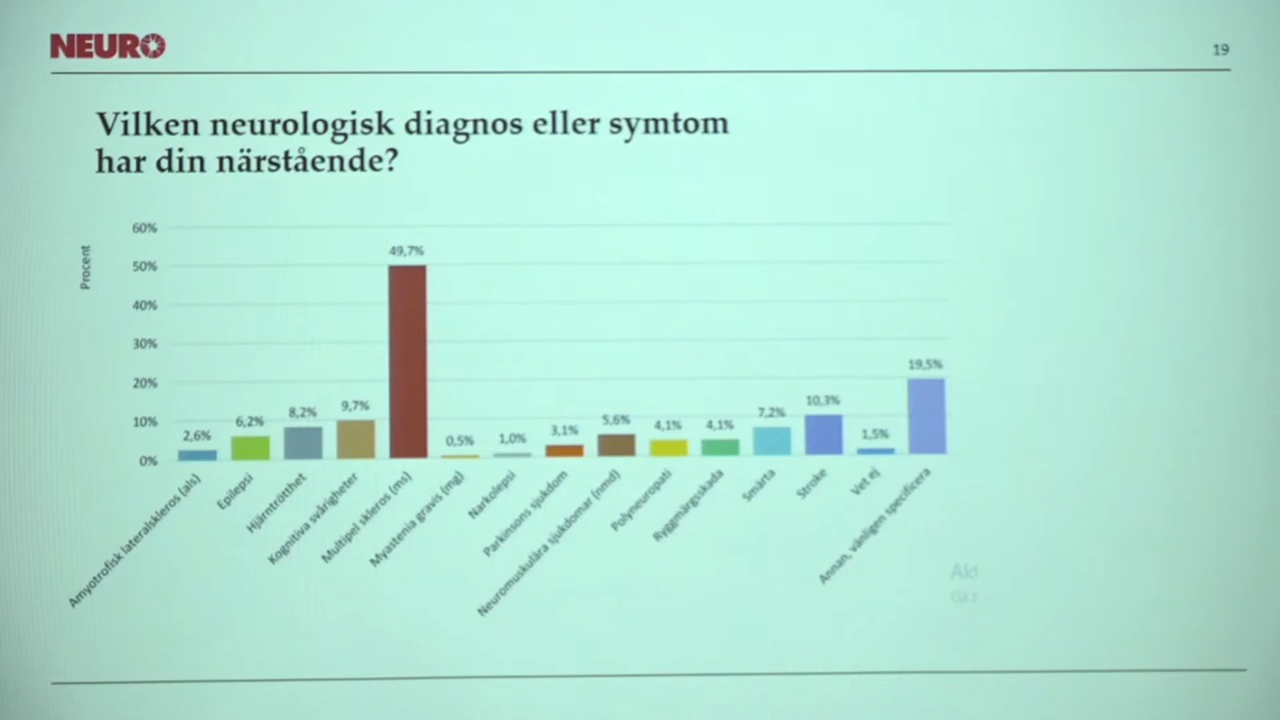 NEURO
19
Vilken neurologisk diagnos eller symtom
har din närstående?
Procent
60%
50%
40%
30%
20%
10%
0%
2,6%
6,2%
8,2%
9,7%
49,7%
0,5%
1,0%
3,1%
5,6%
4,1%
4,1%
7,2%
10,3%
1,5%
19,5%
Amyotrofisk lateralskleros (als)
Epilepsi
Hjärntrötthet
Kognitiva svårigheter
Multipel skleros (ms)
Myastenia gravis (mg)
Narkolepsi
Parkinsons sjukdom
Neuromuskulära sjukdomar (nmd)
Polyneuropati
Ryggmärgsskada
Smärta
Stroke
Vet ej
Annan, vänligen specificera